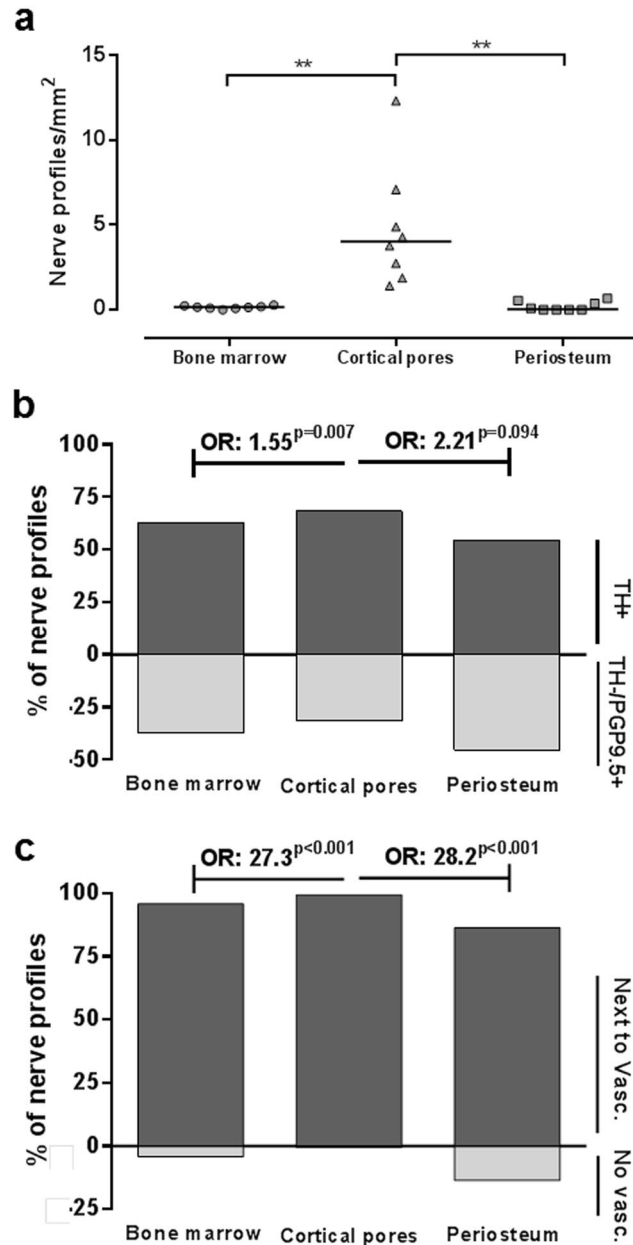 a
** **
15
10
5
0
Nerve profiles/mm²
Bone marrow Cortical pores Periosteum
b
OR: 1.55p=0.007 OR: 2.21p=0.094
100
75
50
25
0
-25
-50
% of nerve profiles
TH+
TH-/PGP9.5+
Bone marrow Cortical pores Periosteum
c
OR: 27.3p<0.001 OR: 28.2p<0.001
100
75
50
25
0
-25
% of nerve profiles
Next to Vasc.
No vasc.
Bone marrow Cortical pores Periosteum